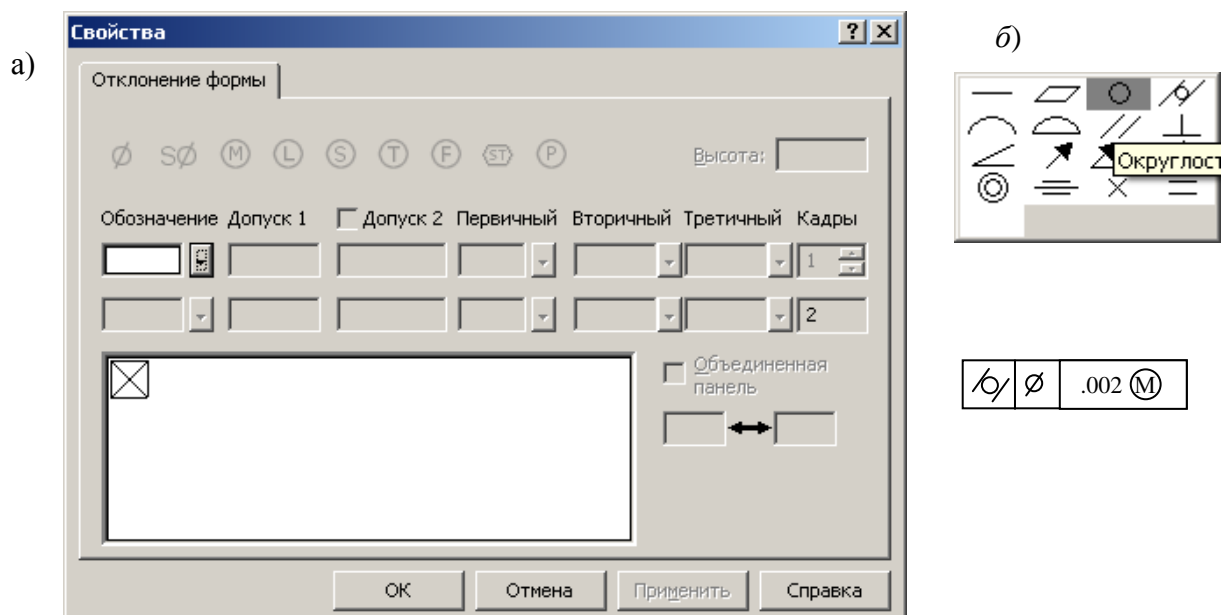 а)
Свойства
Отклонение формы
Ø SØ Ⓜ Ⓛ Ⓢ Ⓣ Ⓕ ST Ⓟ Высота:
Обозначение Допуск 1 Допуск 2 Первичный Вторичный Третичный Кадры
1
2
Объединенная
панель
OK Отмена Применить Справка
б)
Округлост
Ø .002 Ⓜ